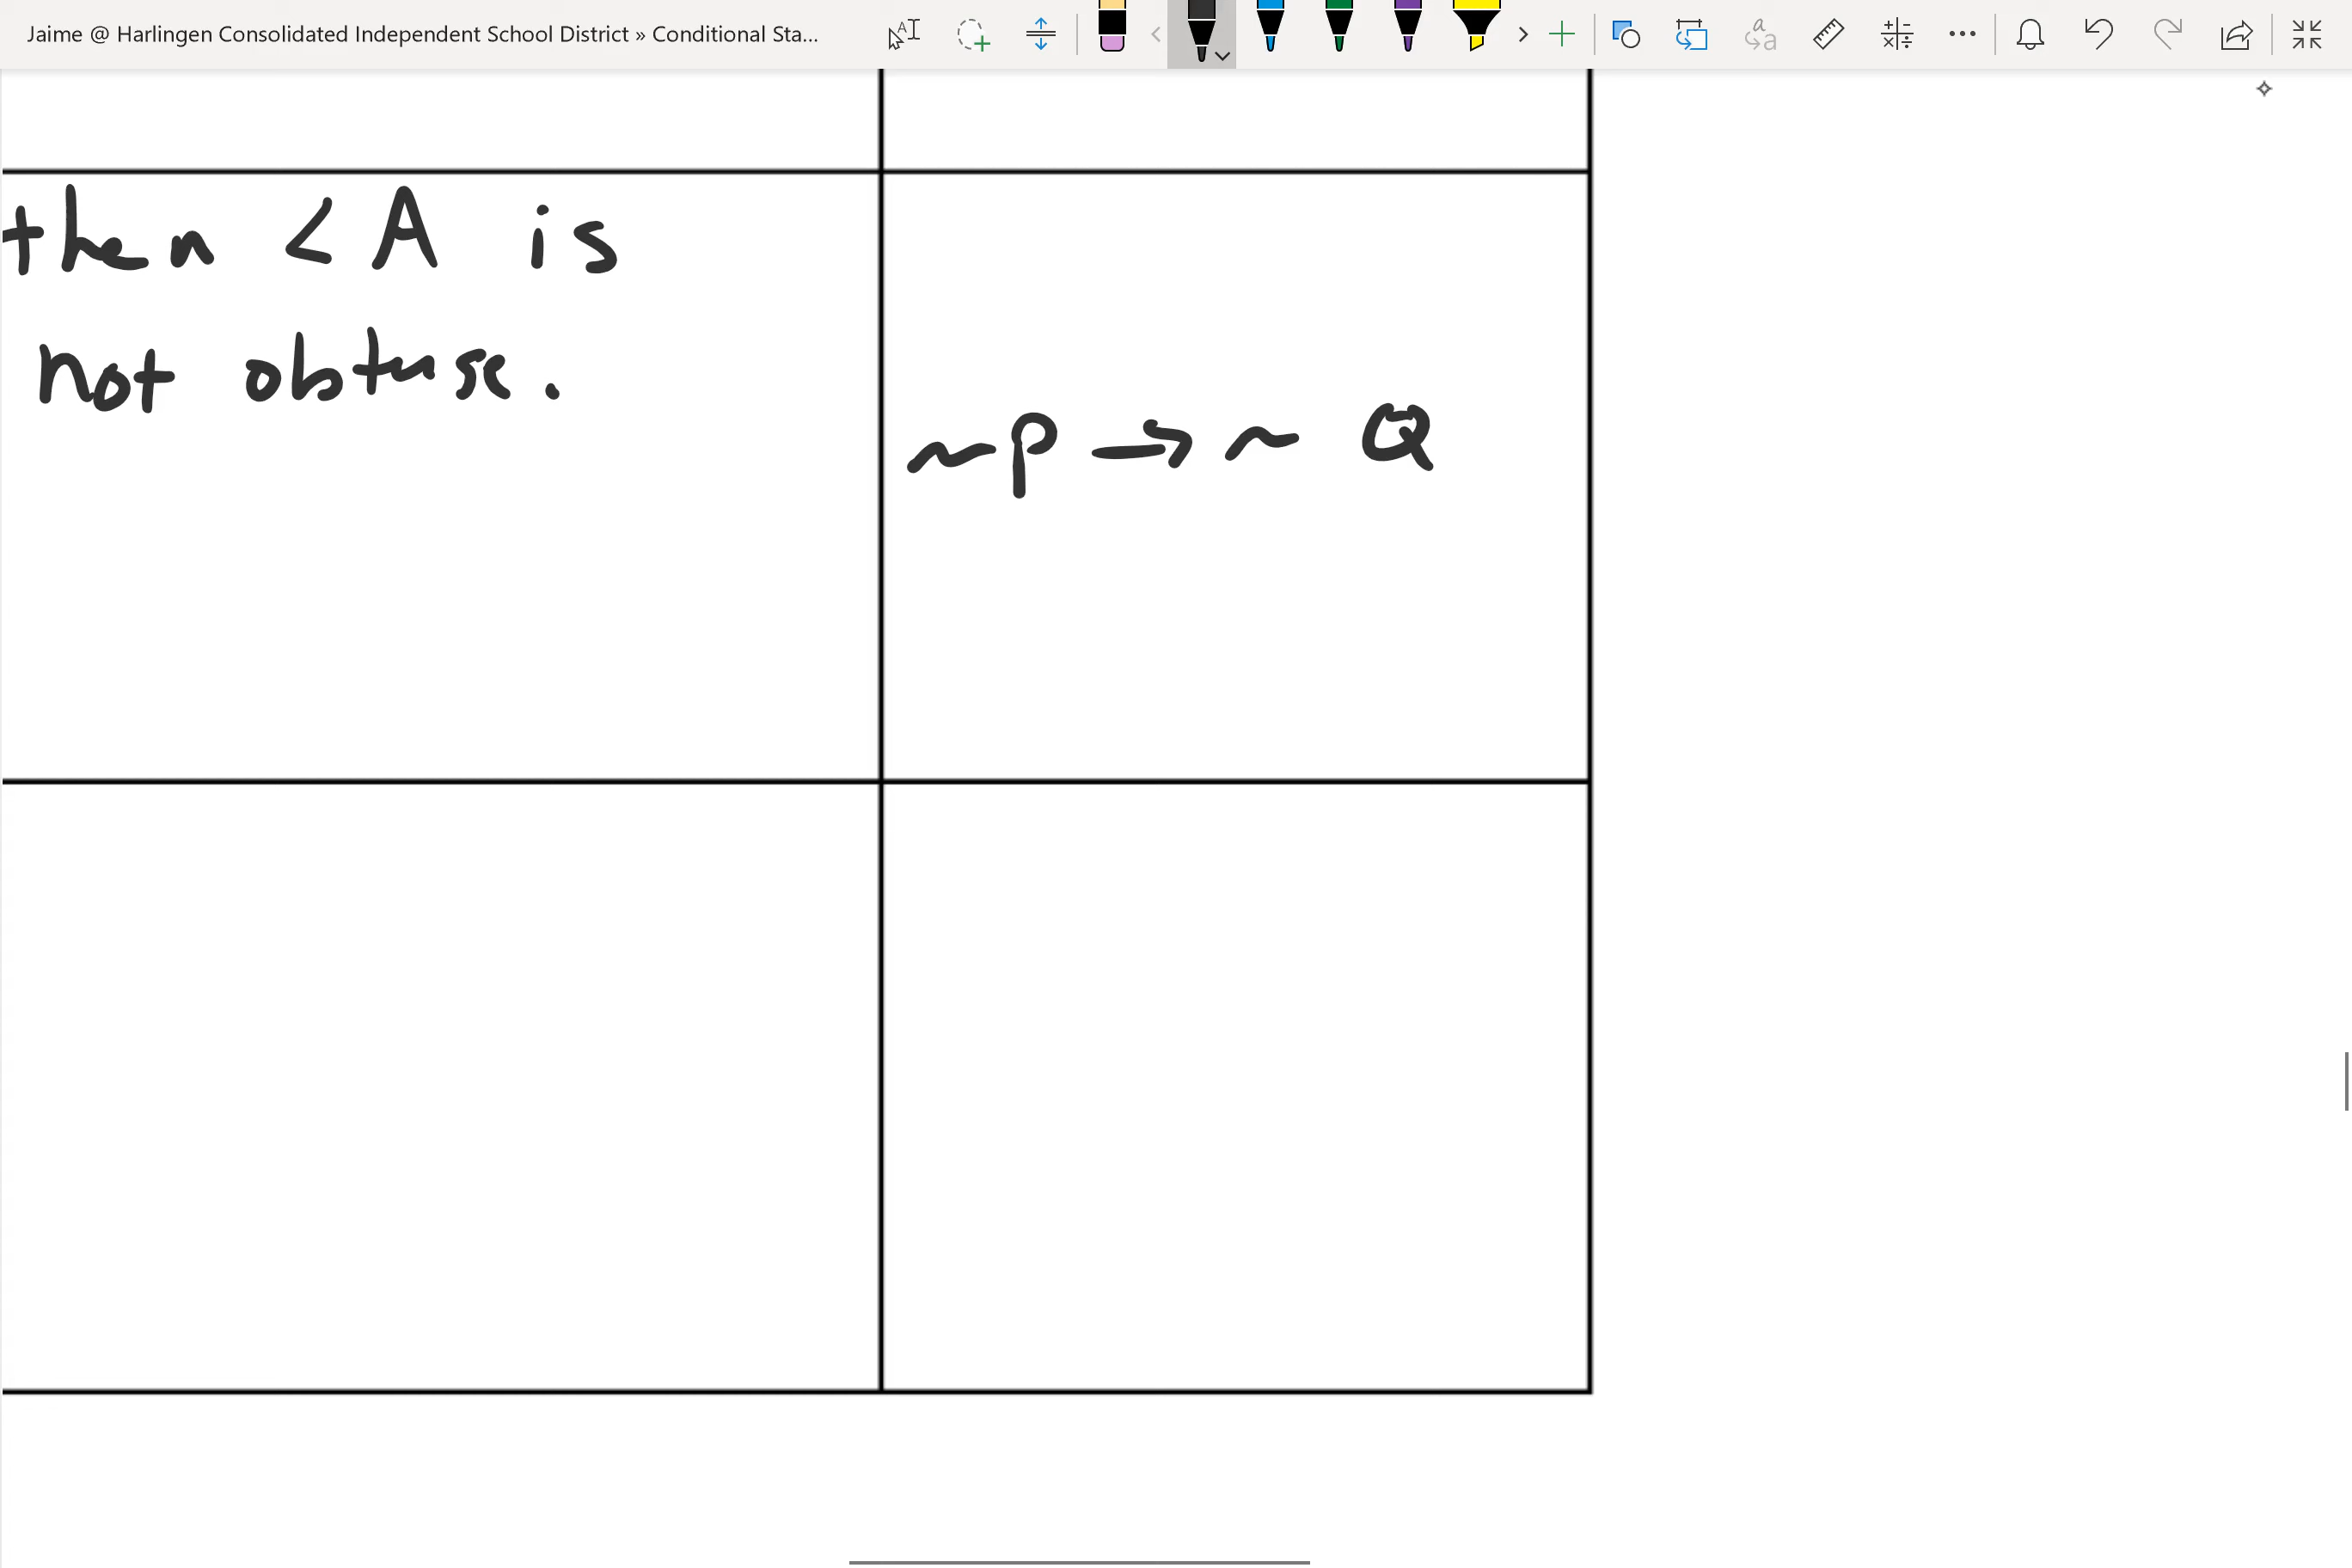 Jaime @ Harlingen Consolidated Independent School District » Conditional Sta...
then <A is
not obtuse.
~p → ~ Q